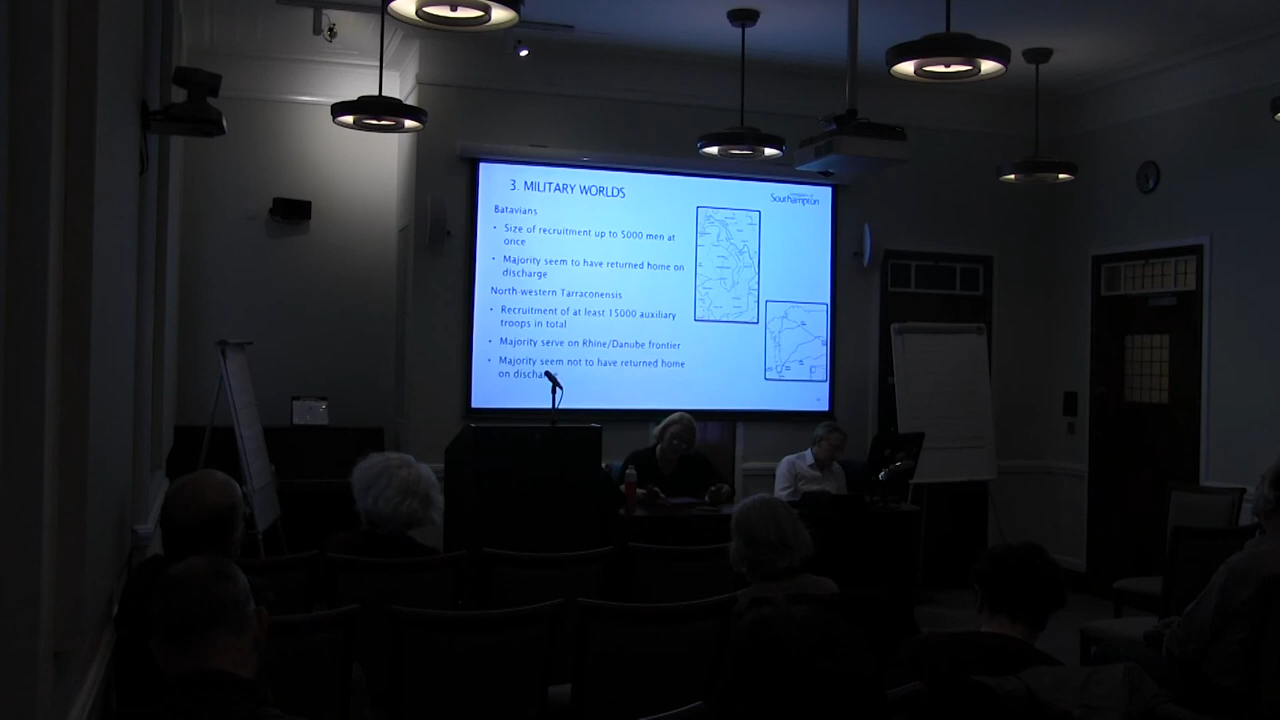 3. MILITARY WORLDS
Southampton
Batavians
• Size of recruitment up to 5000 men at
once
• Majority seem to have returned home on
discharge
North-western Tarraconensis
• Recruitment of at least 15000 auxiliary
troops in total
• Majority serve on Rhine/Danube frontier
• Majority seem not to have returned home
on discha